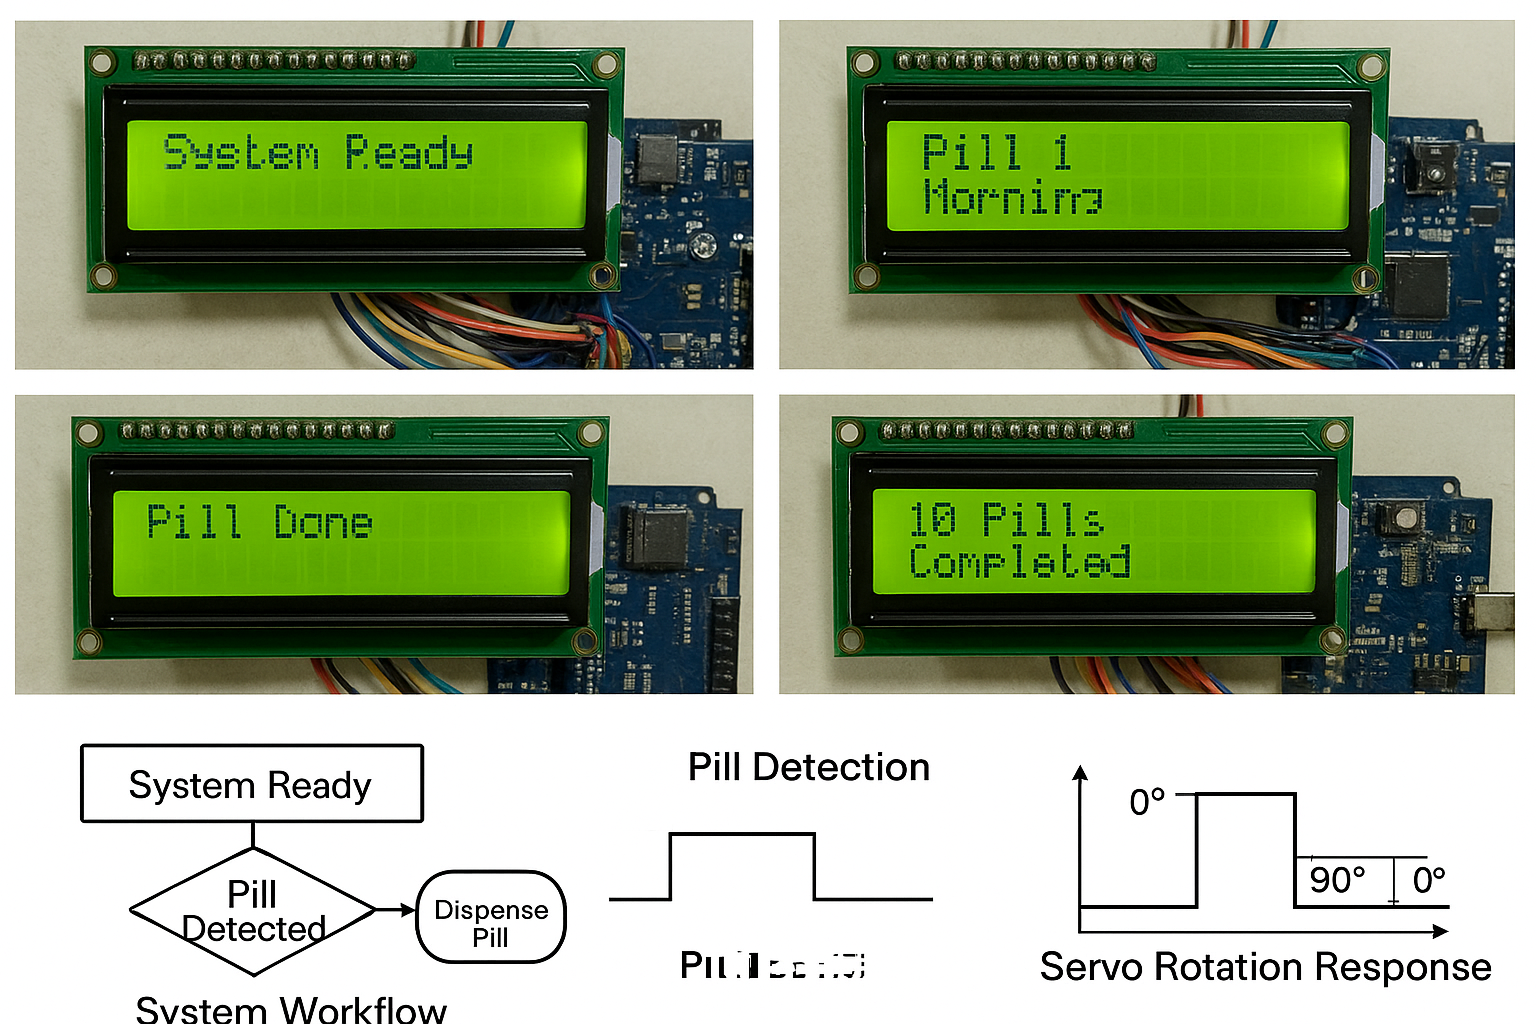 System Ready
Pill 1
Morning
Pill Done
10 Pills
Completed
System Ready
Pill
Detected
Dispense
Pill
System Workflow
Pill Detection
0°
90°
0°
Servo Rotation Response